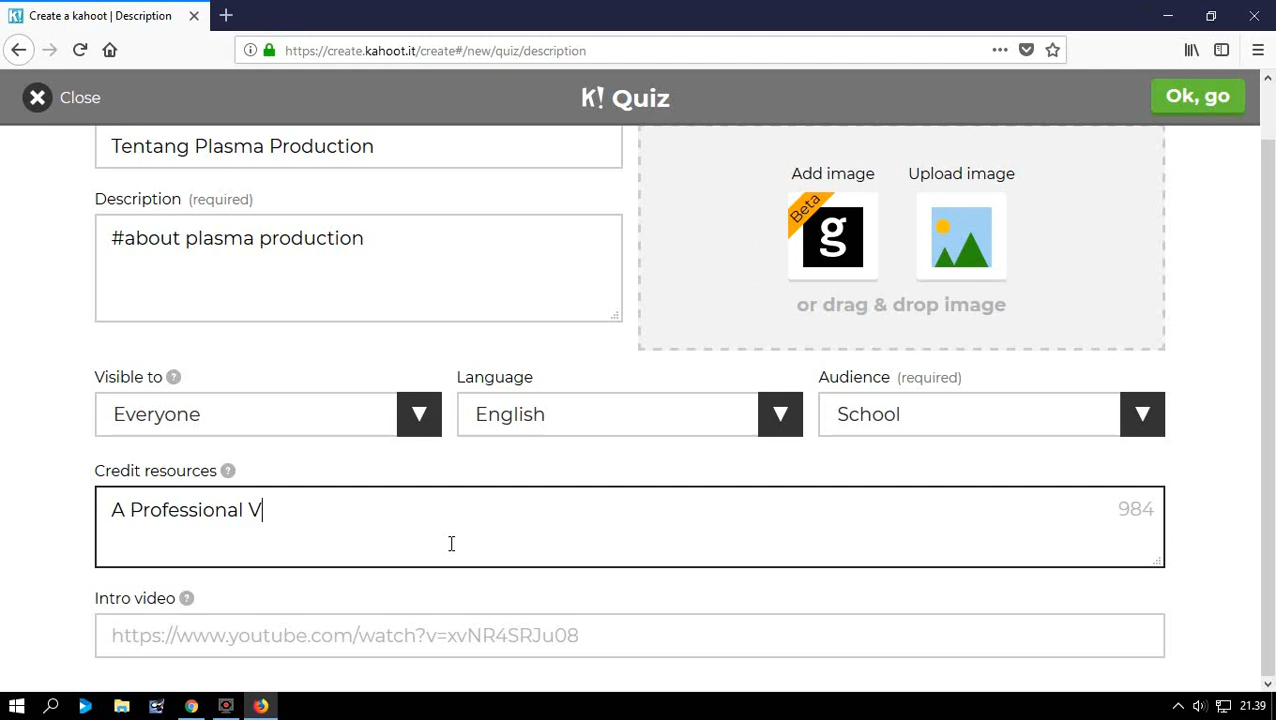 Create a kahoot | Description
https://create.kahoot.it/create#/new/quiz/description
Close
K! Quiz
Ok, go
Tentang Plasma Production
Description (required)
#about plasma production
Add image
Upload image
Beta
g
or drag & drop image
Visible to ?
Language
Audience (required)
Everyone
English
School
Credit resources ?
A Professional V
984
Intro video ?
https://www.youtube.com/watch?v=xvNR4SRJu08
21.39